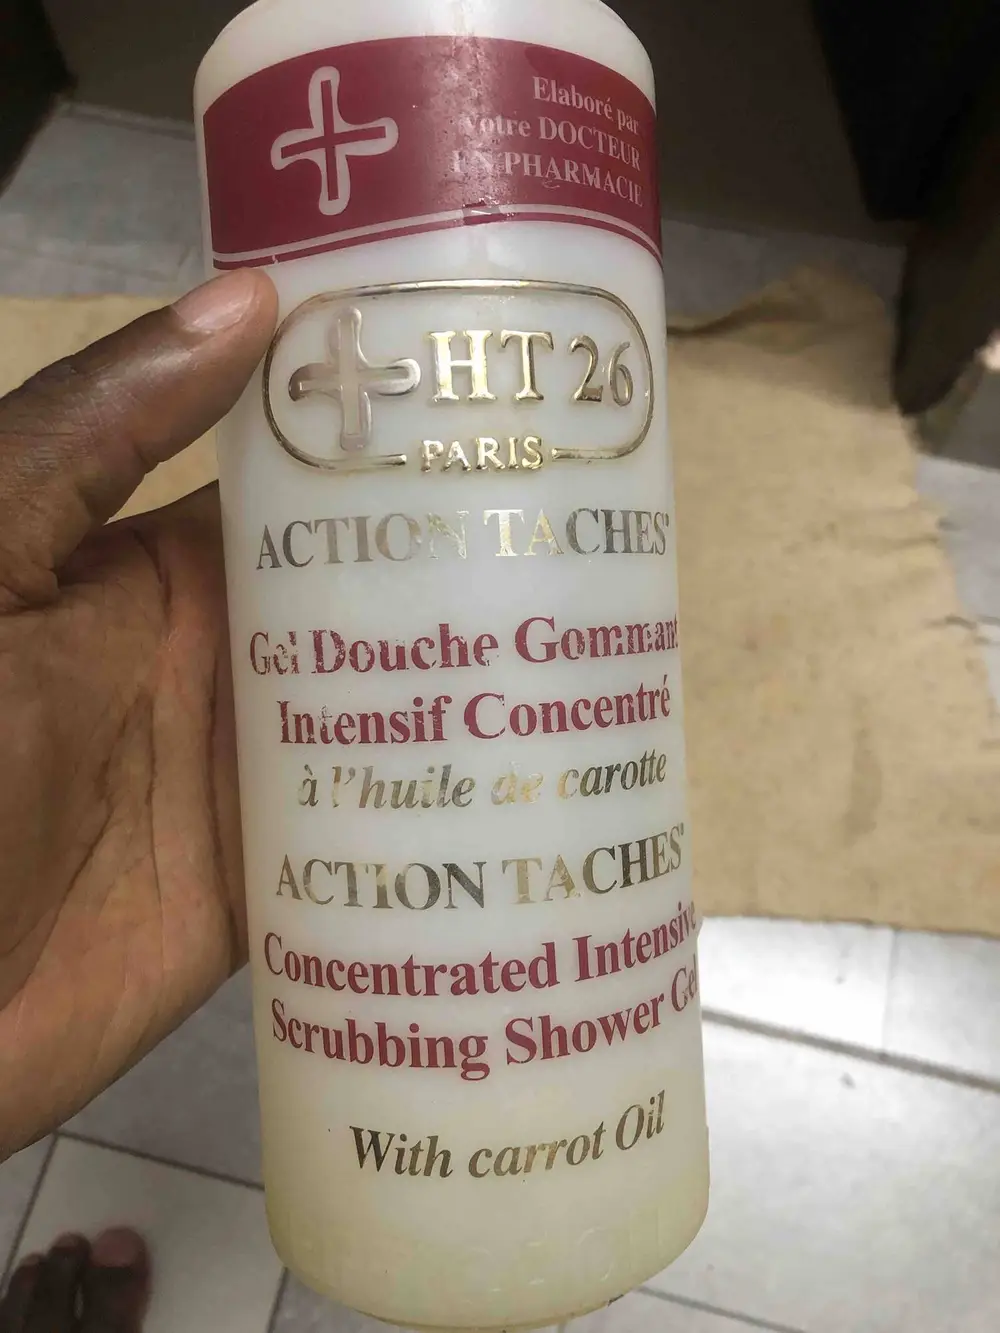 Elaboré par
votre DOCTEUR
EN PHARMACIE
HT 26
PARIS
ACTION TACHES
Gel Douche Gommant
Intensif Concentré
à l'huile de carotte
ACTION TACHES
Concentrated Intensive
Scrubbing Shower Gel
With carrot Oil